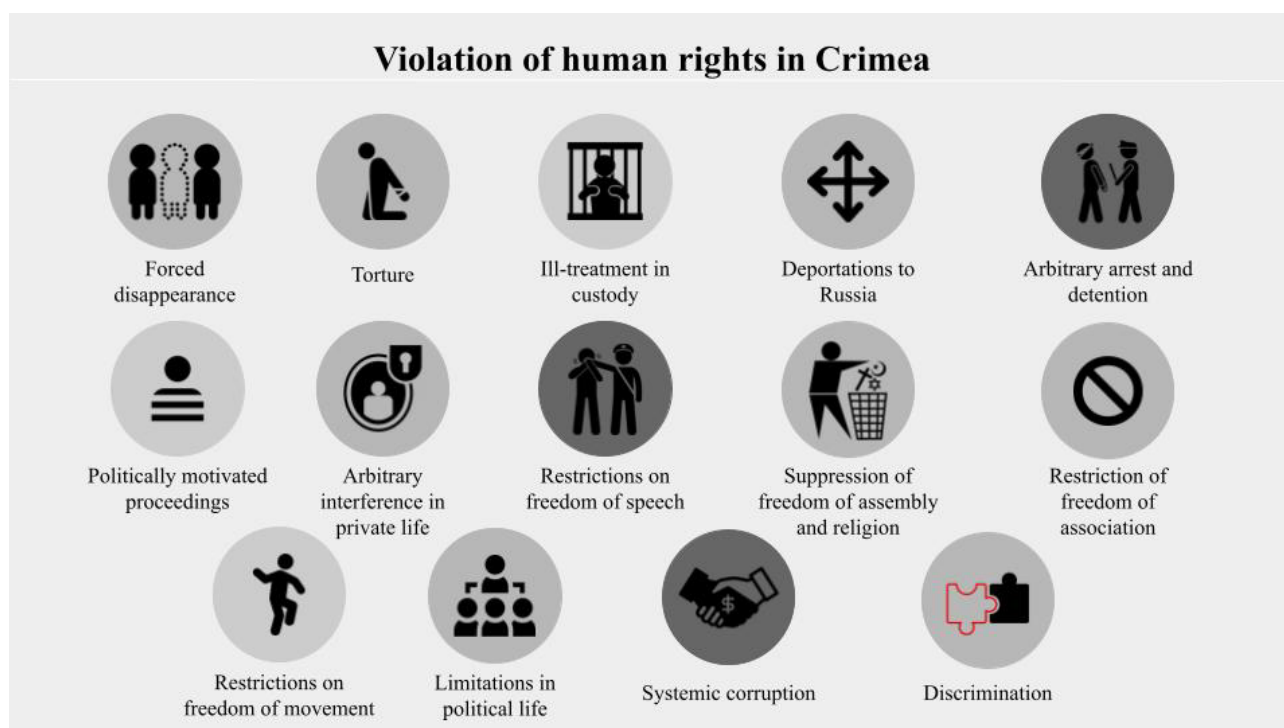 Violation of human rights in Crimea
Forced
disappearance
Torture
Ill-treatment in
custody
Deportations to
Russia
Arbitrary arrest and
detention
Politically motivated
proceedings
Arbitrary
interference in
private life
Restrictions on
freedom of speech
Suppression of
freedom of assembly
and religion
Restriction of
freedom of
association
Restrictions on
freedom of movement
Limitations in
political life
$
Systemic corruption
Discrimination